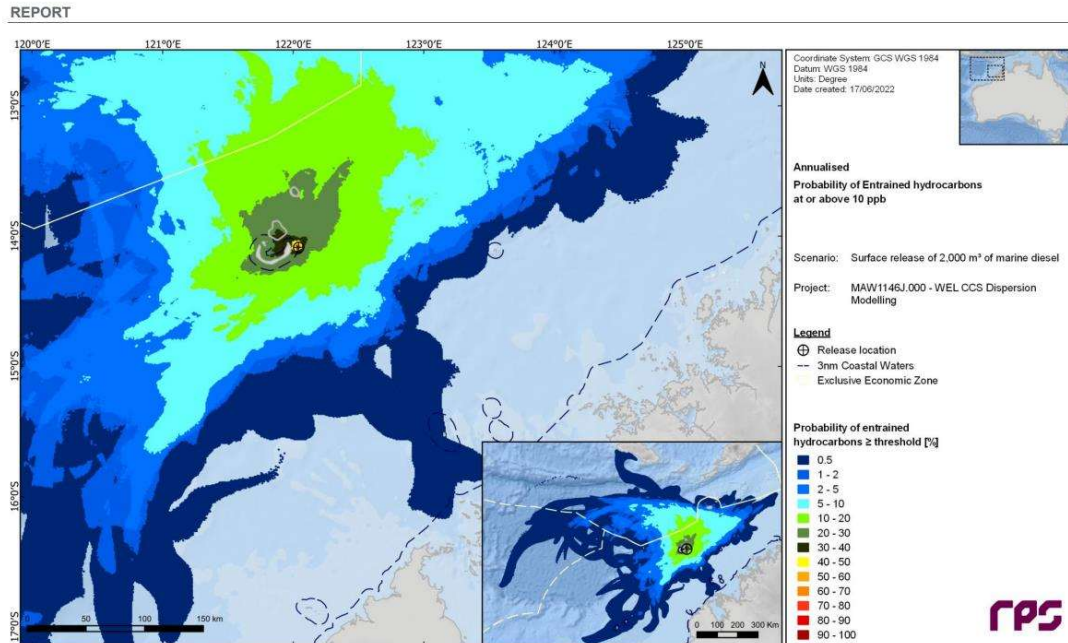 REPORT
120°0'E 121°0'E 122°0'E 123°0'E 124°0'E 125°0'E
13°0'S
14°0'S
15°0'S
16°0'S
17°0'S
N
0 50 100 150 km
0 100 200 300 Km
Coordinate System: GCS WGS 1984
Datum: WGS 1984
Units: Degree
Date created: 17/06/2022
Annualised
Probability of Entrained hydrocarbons
at or above 10 ppb
Scenario: Surface release of 2,000 m³ of marine diesel
Project: MAW1146J.000 - WEL CCS Dispersion
Modelling
Legend
Release location
3nm Coastal Waters
Exclusive Economic Zone
Probability of entrained
hydrocarbons ≥ threshold [%]
0.5
1 - 2
2 - 5
5 - 10
10 - 20
20 - 30
30 - 40
40 - 50
50 - 60
60 - 70
70 - 80
80 - 90
90 - 100
rps